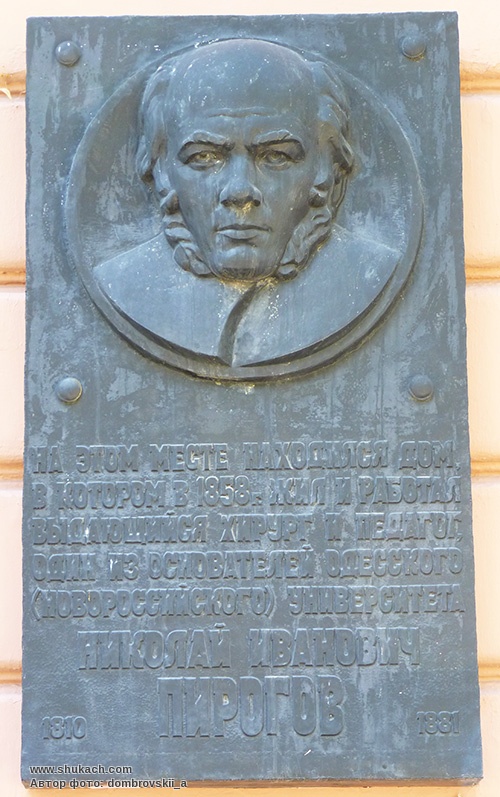 НА ЭТОМ МЕСТЕ НАХОДИЛСЯ ДОМ,
В КОТОРОМ В 1858 г. ЖИЛ И РАБОТАЛ
ВЫДАЮЩИЙСЯ ХИРУРГ И ПЕДАГОГ,
ОДИН ИЗ ОСНОВАТЕЛЕЙ ОДЕССКОГО
(НОВОРОССИЙСКОГО) УНИВЕРСИТЕТА
НИКОЛАЙ ИВАНОВИЧ
ПИРОГОВ
1810 1881
www.shukach.com
Автор фото: dombrovskii_a